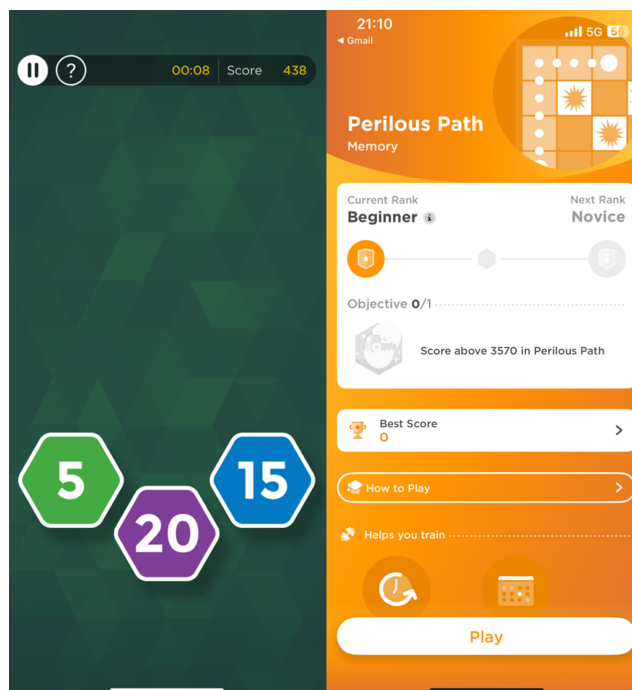 ?
00:08
Score
438
5
20
15
21:10
◀ Gmail
5G
Perilous Path
Memory
Current Rank
Next Rank
Beginner
Novice
Objective 0/1
Score above 3570 in Perilous Path
Best Score
0
How to Play
Helps you train
Play